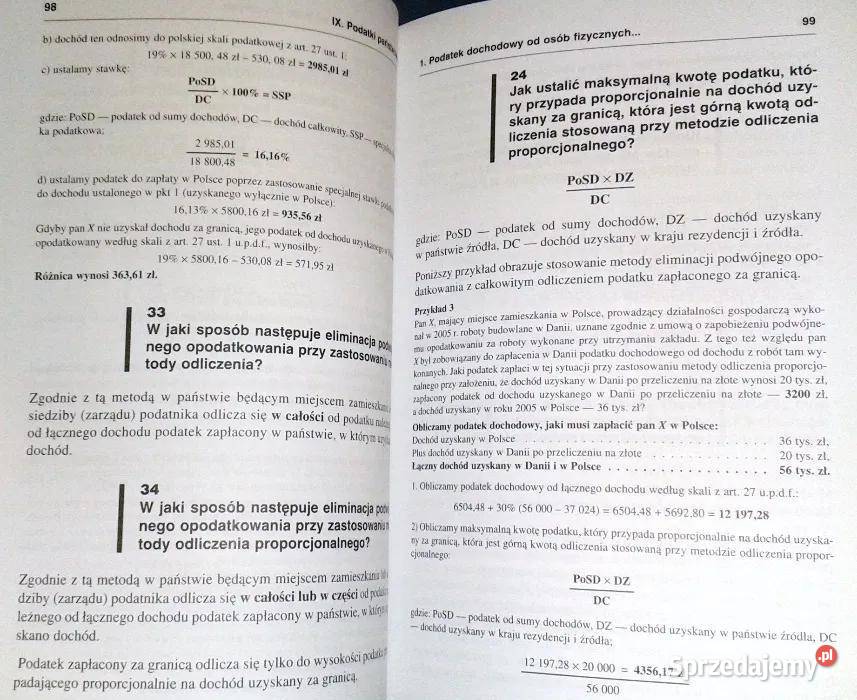 98
IX. Podatki
b) dochód ten odnosimy do polskiej skali podatkowej z art. 27 ust. 1:
19% × 18 500, 48 zł – 530, 08 zł = 2985,01 zł
c) ustalamy stawkę:
PoSD
DC
× 100% = SSP
gdzie: PoSD — podatek od sumy dochodów, DC — dochód całkowity, SSP —
ka podatkowa;
2 985,01
18 800,48
= 16,16%
d) ustalamy podatek do zapłaty w Polsce poprzez zastosowanie specjalnej stawki
do dochodu ustalonego w pkt 1 (uzyskanego wyłącznie w Polsce):
16,13% × 5800,16 zł = 935,56 zł
Gdyby pan X nie uzyskał dochodu za granicą, jego podatek od dochodu
opodatkowany według skali z art. 27 ust. 1 u.p.d.f., wynosiłby:
19% × 5800,16 – 530,08 zł = 571,95 zł
Różnica wynosi 363,61 zł.
33
W jaki sposób następuje eliminacja
nego opodatkowania przy zastosowaniu
tody odliczenia?
Zgodnie z tą metodą w państwie będącym miejscem
siedziby (zarządu) podatnika odlicza się w całości od podatku
od łącznego dochodu podatek zapłacony w państwie, w którym
dochód.
34
W jaki sposób następuje eliminacja
nego opodatkowania przy zastosowaniu
tody odliczenia proporcjonalnego?
Zgodnie z tą metodą w państwie będącym miejscem zamieszkania
dziby (zarządu) podatnika odlicza się w całości lub w części od
leżnego od łącznego dochodu podatek zapłacony w państwie, w
skano dochód.
Podatek zapłacony za granicą odlicza się tylko do wysokości
padającego proporcjonalnie na dochód uzyskany za granicą.
99
1. Podatek dochodowy od osób fizycznych...
24
Jak ustalić maksymalną kwotę podatku, któ-
ry przypada proporcjonalnie na dochód uzy-
skany za granicą, która jest górną kwotą od-
liczenia stosowaną przy metodzie odliczenia
proporcjonalnego?
PoSD × DZ
DC
gdzie: PoSD — podatek od sumy dochodów, DZ — dochód uzyskany
w państwie źródła, DC — dochód uzyskany w kraju rezydencji i źródła.
Poniższy przykład obrazuje stosowanie metody eliminacji podwójnego opo-
datkowania z całkowitym odliczeniem podatku zapłaconego za granicą.
Przykład 3
Pan X, mający miejsce zamieszkania w Polsce, prowadzący działalności gospodarczą wyko-
nał w 2005 r. roboty budowlane w Danii, uznane zgodnie z umową o zapobieżeniu podwójne-
mu opodatkowaniu za roboty wykonane przy utrzymaniu zakładu. Z tego też względu pan
X był zobowiązany do zapłacenia w Danii podatku dochodowego od dochodu z robót tam wy-
konanych. Jaki podatek zapłaci w tej sytuacji przy zastosowaniu metody odliczenia proporcjo-
nalnego przy założeniu, że dochód uzyskany w Danii po przeliczeniu na złote wynosi 20 tys. zł,
zapłacony podatek od dochodu uzyskanego w Danii po przeliczeniu na złote — 3200 zł,
a dochód uzyskany w roku 2005 w Polsce — 36 tys. zł?
Obliczamy podatek dochodowy, jaki musi zapłacić pan X w Polsce:
Dochód uzyskany w Polsce . . . . . . . . . . . . . . . . . . . . 36 tys. zł,
Plus dochód uzyskany w Danii po przeliczeniu na złote . . . . . . . . . . 20 tys. zł,
Łączny dochód uzyskany w Danii i w Polsce . . . . . . . . . . . . . . . 56 tys. zł.
1. Obliczamy podatek dochodowy od łącznego dochodu według skali z art. 27 u.p.d.f.:
6504,48 + 30% (56 000 – 37 024) = 6504,48 + 5692,80 = 12 197,28
2) Obliczamy maksymalną kwotę podatku, który przypada proporcjonalnie na dochód uzyska-
ny za granicą, która jest górną kwotą odliczenia stosowaną przy metodzie odliczenia propor-
cjonalnego:
PoSD × DZ
DC
gdzie: PoSD — podatek od sumy dochodów, DZ — dochód uzyskany w państwie źródła, DC
— dochód uzyskany w kraju rezydencji i źródła;
12 197,28 × 20 000
56 000
= 4356,17 zł
Sprzedajemy.pl